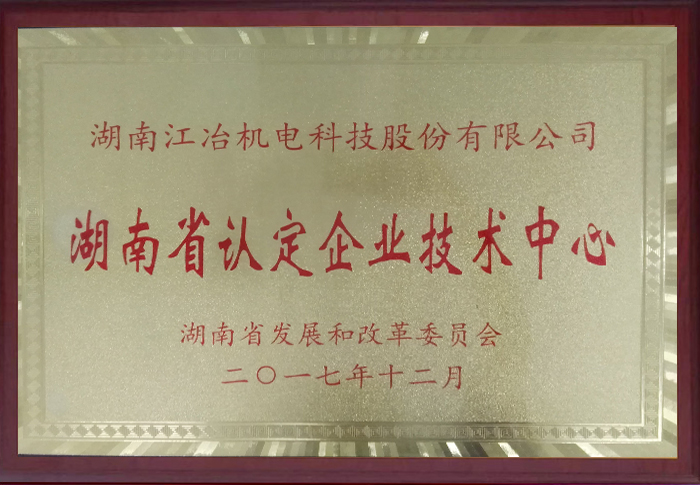 湖南江冶机电科技股份有限公司
湖南省认定企业技术中心
湖南省发展和改革委员会
二〇一七年十二月